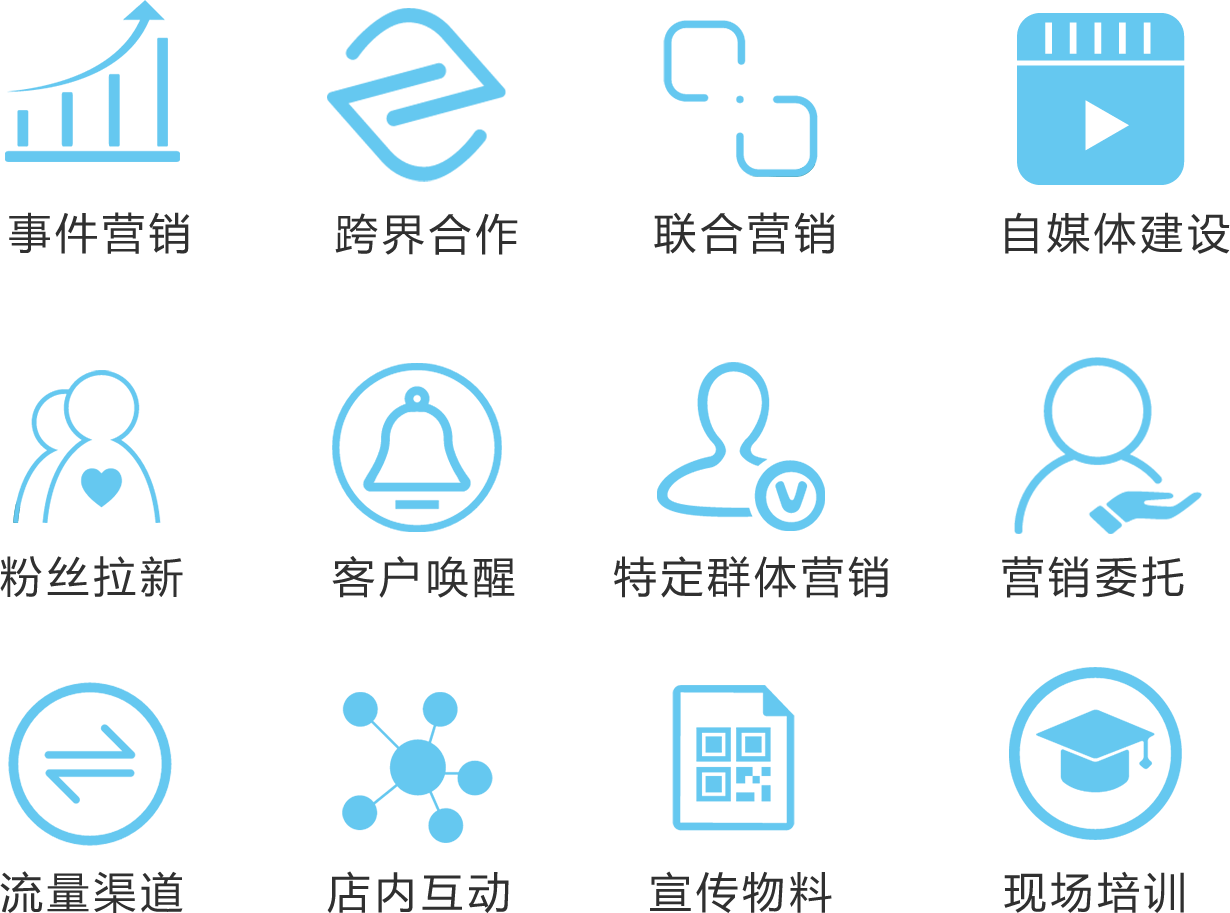 事件营销
跨界合作
联合营销
自媒体建设
粉丝拉新
客户唤醒
特定群体营销
营销委托
流量渠道
店内互动
宣传物料
现场培训